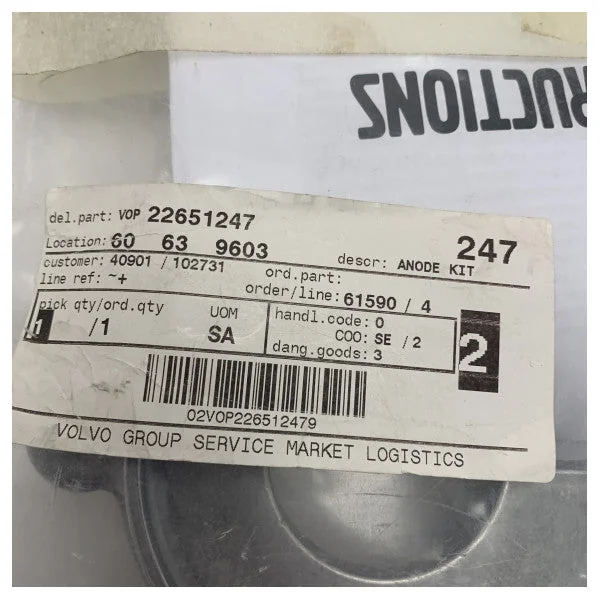 RUCTIONS
del.part: VOP 22651247
247
Location: 60 63 9603
descr: ANODE KIT
customer: 40901 / 102731
ord.part:
line ref: ~+
order/line: 61590 / 4
pick qty/ord.qty
UOM
handl.code: 0
1 /1
SA
COO: SE / 2
2
dang.goods: 3
02VOP226512479
VOLVO GROUP SERVICE MARKET LOGISTICS